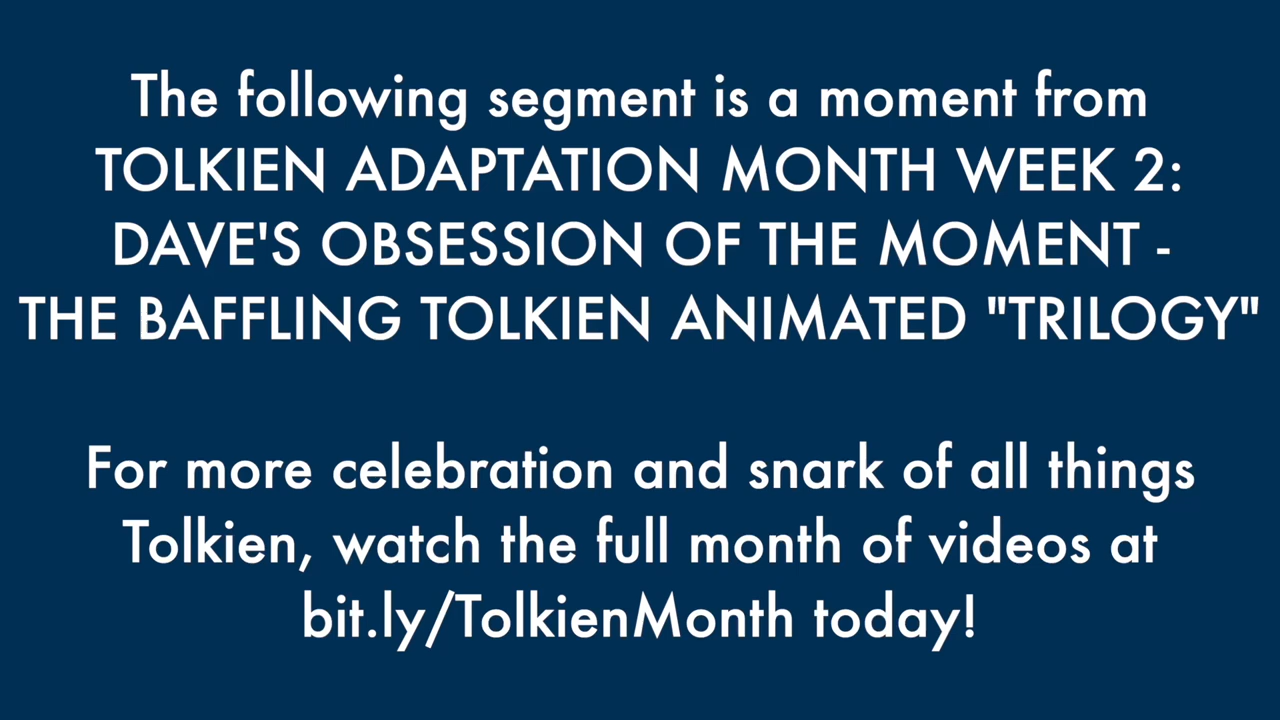 The following segment is a moment from
TOLKIEN ADAPTATION MONTH WEEK 2:
DAVE'S OBSESSION OF THE MOMENT -
THE BAFFLING TOLKIEN ANIMATED "TRILOGY"
For more celebration and snark of all things
Tolkien, watch the full month of videos at
bit.ly/TolkienMonth today!